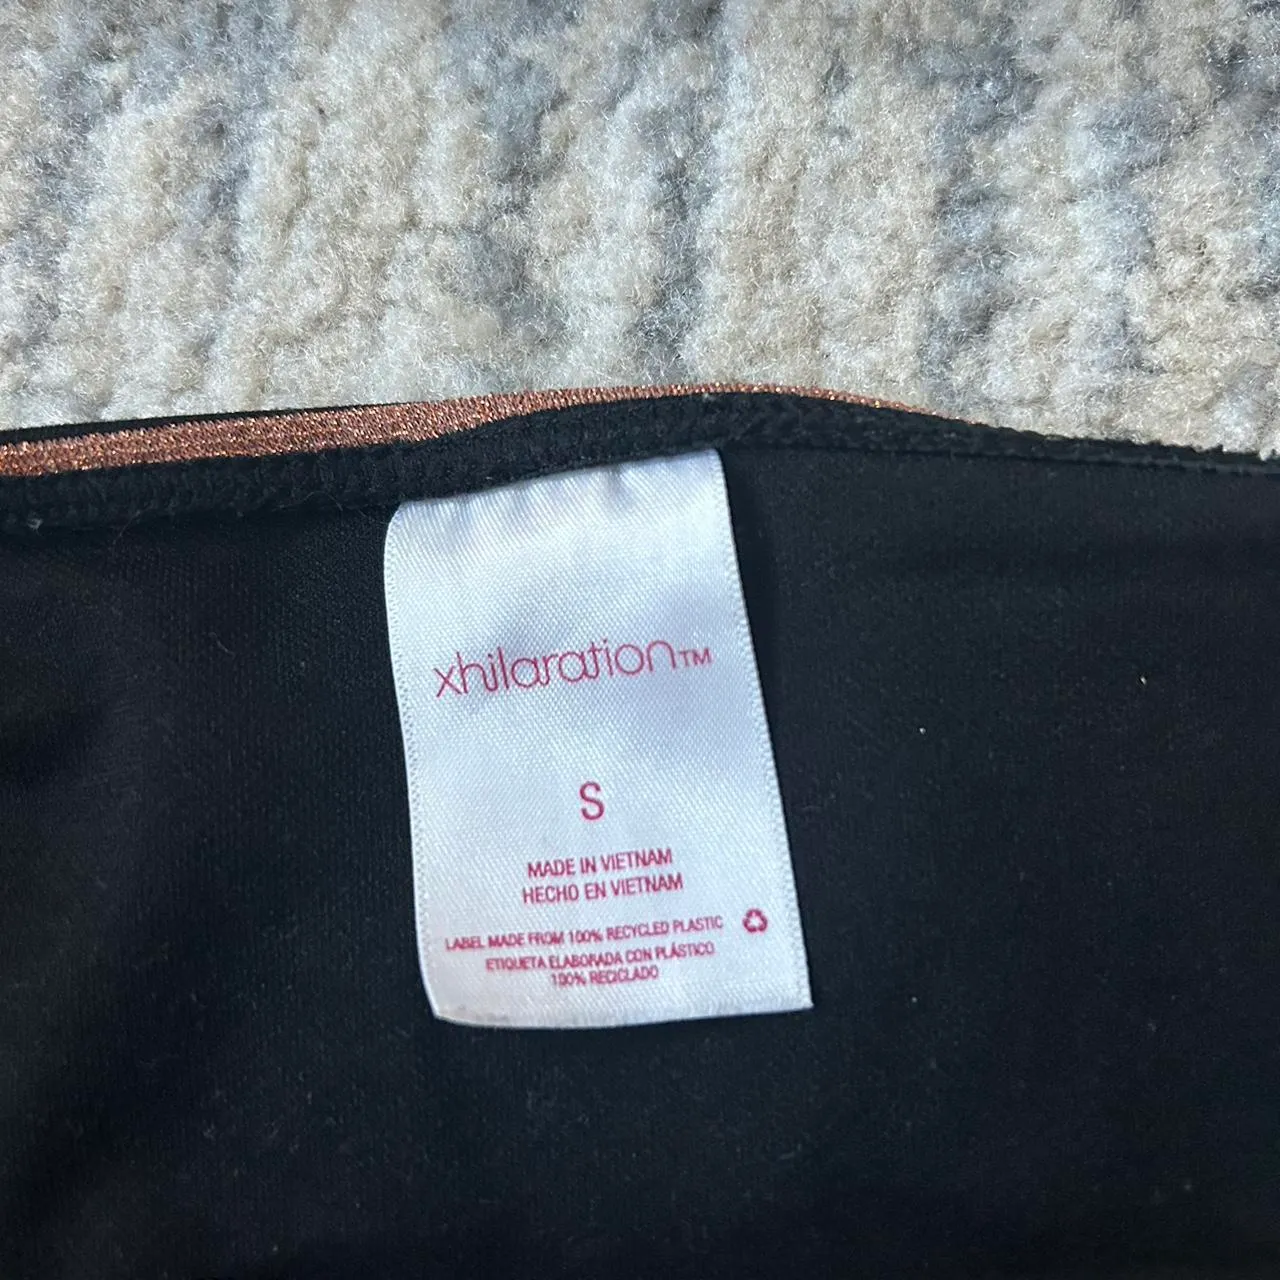 xhilaration™
S
MADE IN VIETNAM
HECHO EN VIETNAM
LABEL MADE FROM 100% RECYCLED PLASTIC
ETIQUETA ELABORADA CON PLÁSTICO
100% RECICLADO